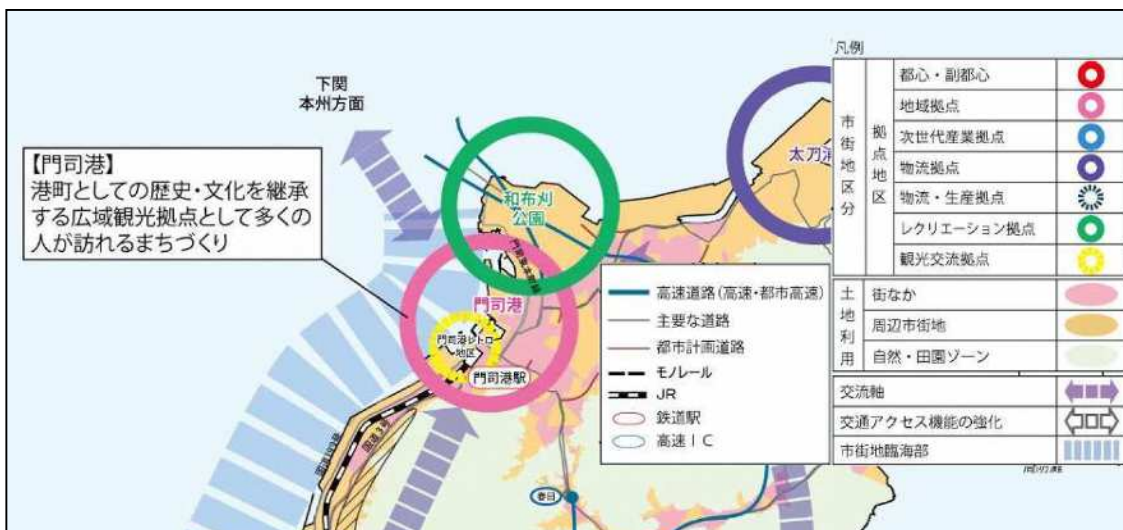 下関
本州方面
【門司港】
港町としての歴史・文化を継承
する広域観光拠点として多くの
人が訪れるまちづくり
和布刈
公園
門司港
門司港レトロ
地区
門司港駅
国道3号
春日
太刀浦
高速道路(高速・都市高速)
主要な道路
都市計画道路
モノレール
JR
鉄道駅
高速IC
凡例
市街地区分
拠点地区
都心・副都心
地域拠点
次世代産業拠点
物流拠点
物流・生産拠点
レクリエーション拠点
観光交流拠点
土地利用
街なか
周辺市街地
自然・田園ゾーン
交流軸
交通アクセス機能の強化
市街地臨海部